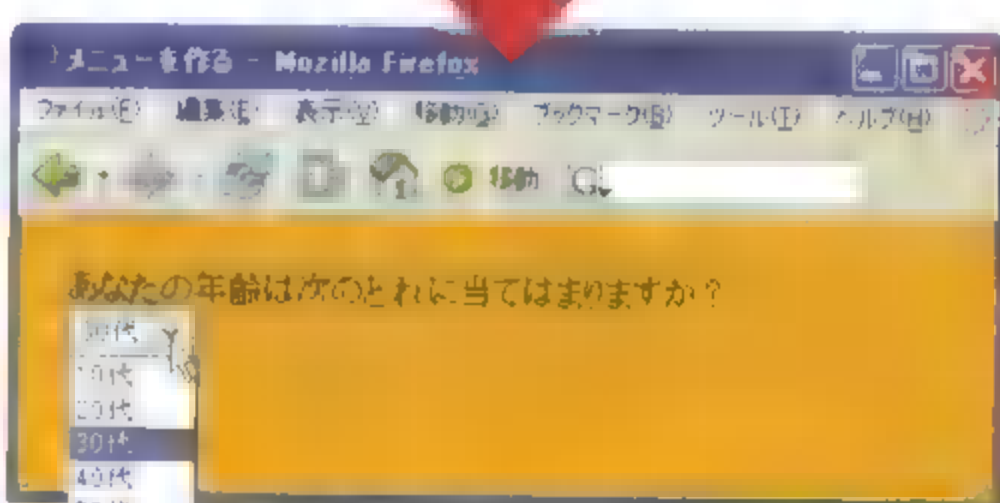 メニューを作る - Mozilla Firefox
ファイル(F) 編集(E) 表示(V) 移動(G) ブックマーク(B) ツール(T) ヘルプ(H)
移動
あなたの年齢は次のどれに当てはまりますか？
30代
10代
20代
30代
40代